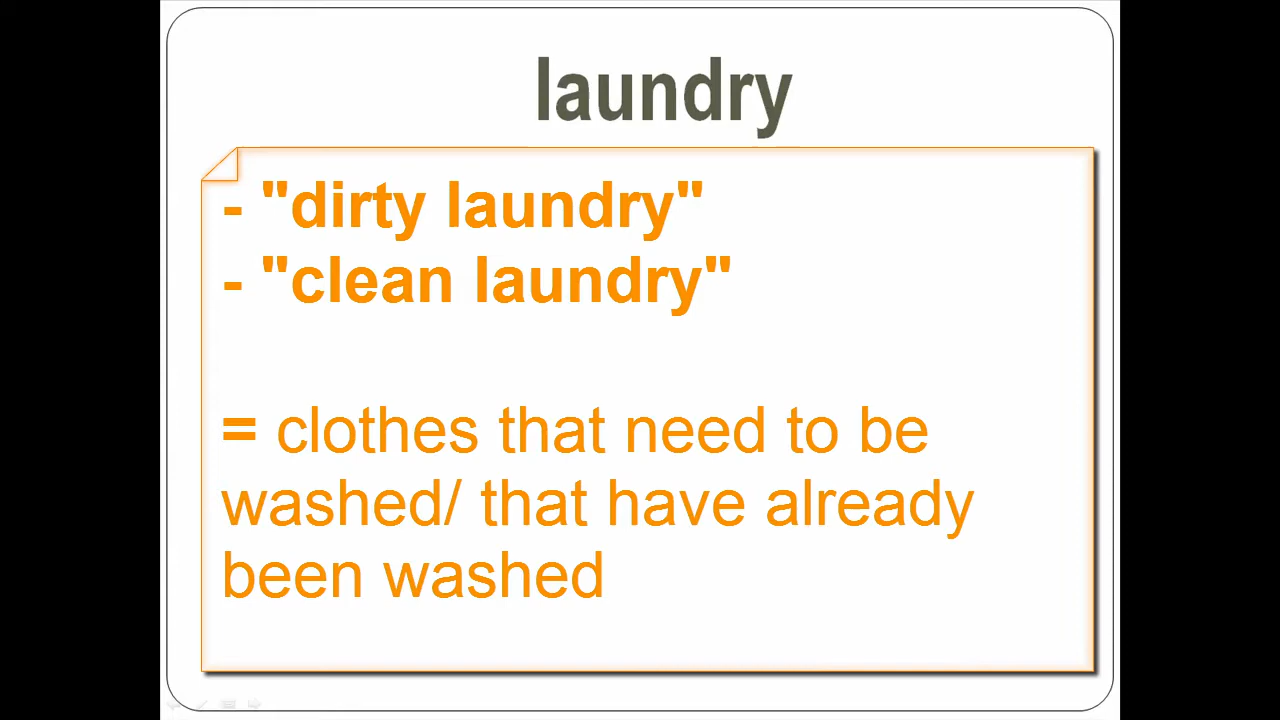 laundry
- "dirty laundry"
- "clean laundry"
= clothes that need to be
washed/ that have already
been washed